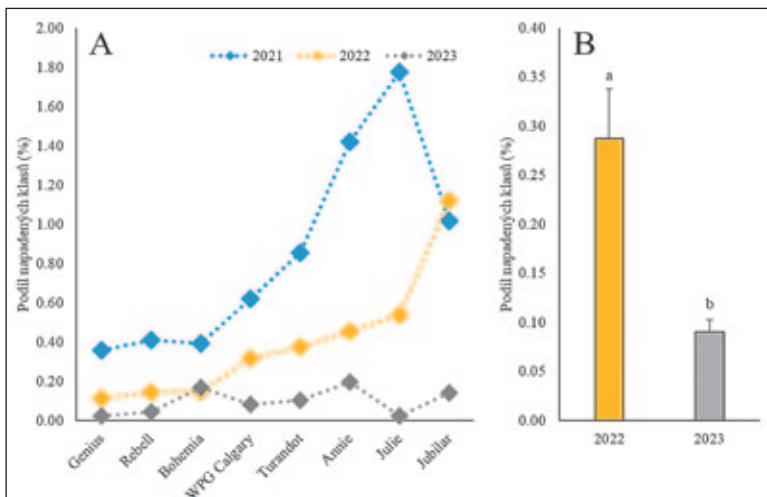 A
2021 2022 2023
Podíl napadených klasů (%)
2.00
1.80
1.60
1.40
1.20
1.00
0.80
0.60
0.40
0.20
0.00
Genius
Rebell
Bohemia
WPG Calgary
Turandot
Annie
Julie
Jubilar
B
Podíl napadených klasů (%)
0.40
0.35
0.30
0.25
0.20
0.15
0.10
0.05
0.00
a
b
2022 2023